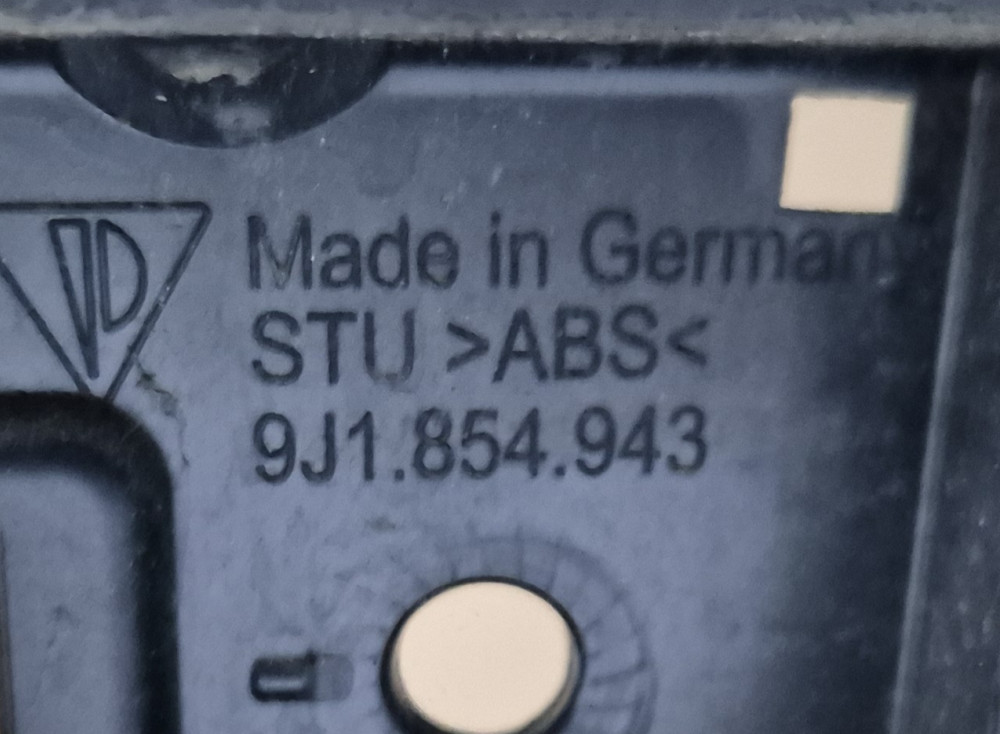 Made in Germany
STU >ABS<
9J1.854.943